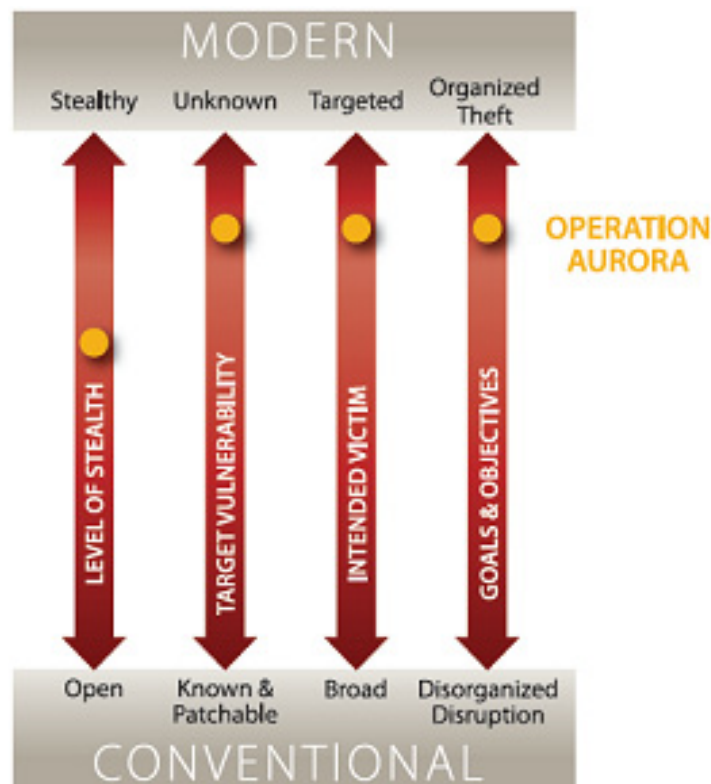 MODERN
Stealthy
Unknown
Targeted
Organized
Theft
OPERATION
AURORA
LEVEL OF STEALTH
TARGET VULNERABILITY
INTENDED VICTIM
GOALS & OBJECTIVES
Open
Known &
Patchable
Broad
Disorganized
Disruption
CONVENTIONAL